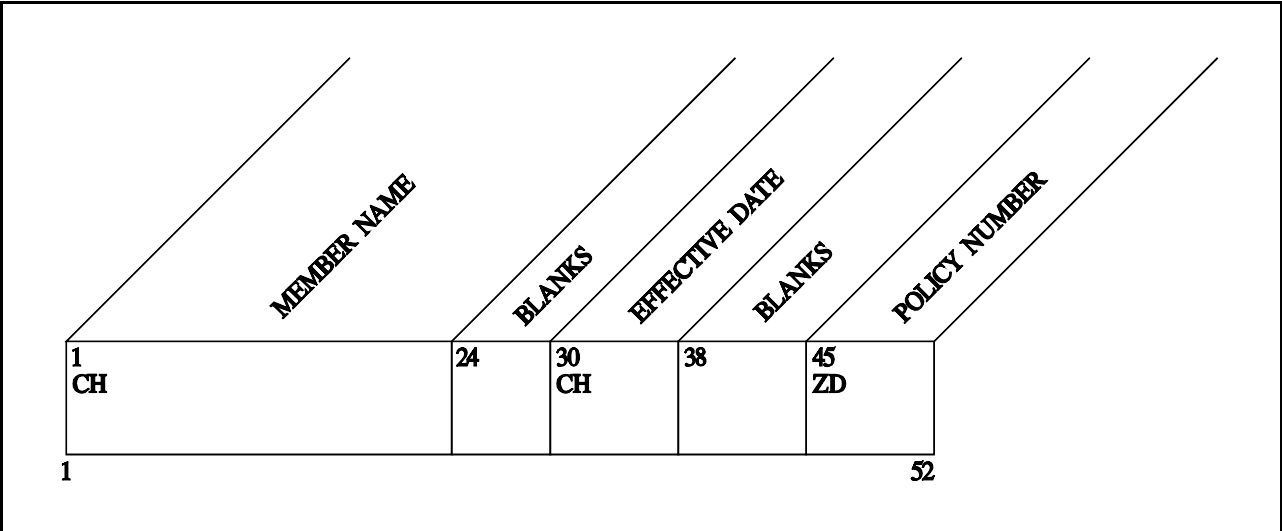 MEMBER NAME
BLANKS
EFFECTIVE DATE
BLANKS
POLICY NUMBER
1
CH
24
30
CH
38
45
ZD
1
52